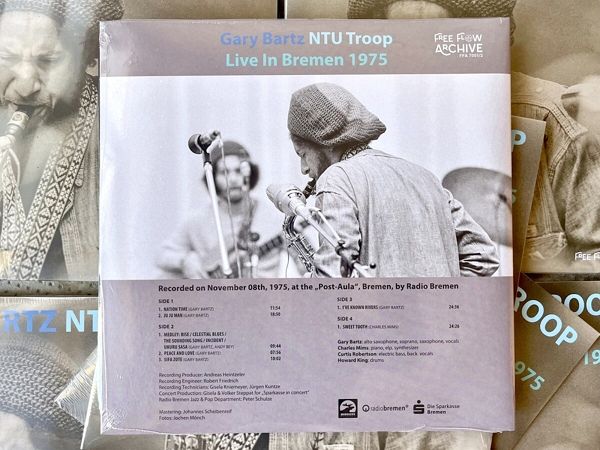 Gary Bartz NTU Troop
Live In Bremen 1975
FREE FLOW
ARCHIVE
Recorded on November 08th, 1975, at the „Post-Aula“, Bremen, by Radio Bremen
SIDE 1
1. NATION TIME (GARY BARTZ) 11:54
2. JU JU MAN (GARY BARTZ) 18:50
SIDE 2
1. MEDLEY: RISE / CELESTIAL BLUES /
THE SOUNDING SONG / INCIDENT /
UHURU SASA (GARY BARTZ, ANDY BEY) 09:44
2. PEACE AND LOVE (GARY BARTZ) 07:56
3. SIFA ZOTE (GARY BARTZ) 10:03
SIDE 3
1. I'VE KNOWN RIVERS (GARY BARTZ) 24:36
SIDE 4
1. SWEET TOOTH (CHARLES MIMS) 24:26
Gary Bartz: alto saxophone, soprano, saxophone, vocals
Charles Mims: piano, elp, synthesizer
Curtis Robertson: electric bass, back. vocals
Howard King: drums
Recording Producer: Andreas Heintzeler
Recording Engineer: Robert Friedrich
Recording Technicians: Gisela Kniemeyer, Jürgen Kuntze
Concert Production: Gisela & Volker Steppat for „Sparkasse in concert“
Radio Bremen Jazz & Pop Department: Peter Schulze
Mastering: Johannes Scheibenreif
Fotos: Jochen Mönch
radiobremen
Die Sparkasse
Bremen
TROOP
1975
RTZ NTU
OOP
1975